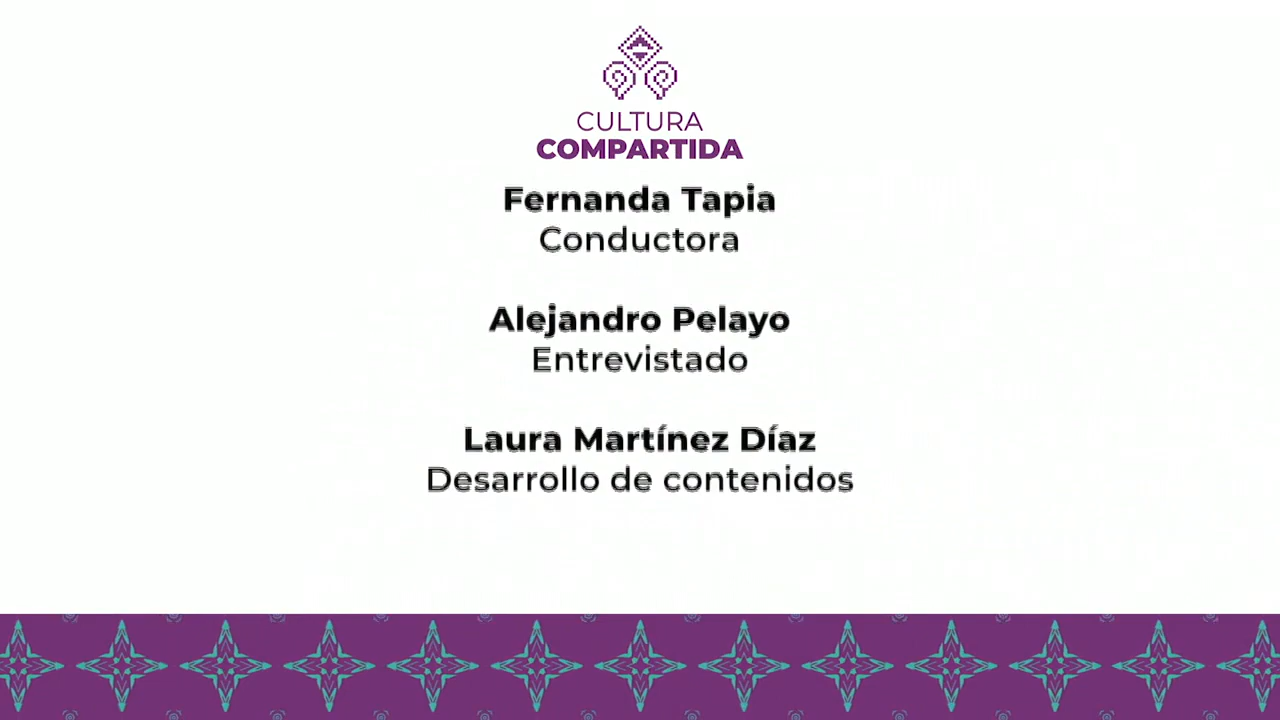 CULTURA
COMPARTIDA
Fernanda Tapia
Conductora
Alejandro Pelayo
Entrevistado
Laura Martínez Díaz
Desarrollo de contenidos